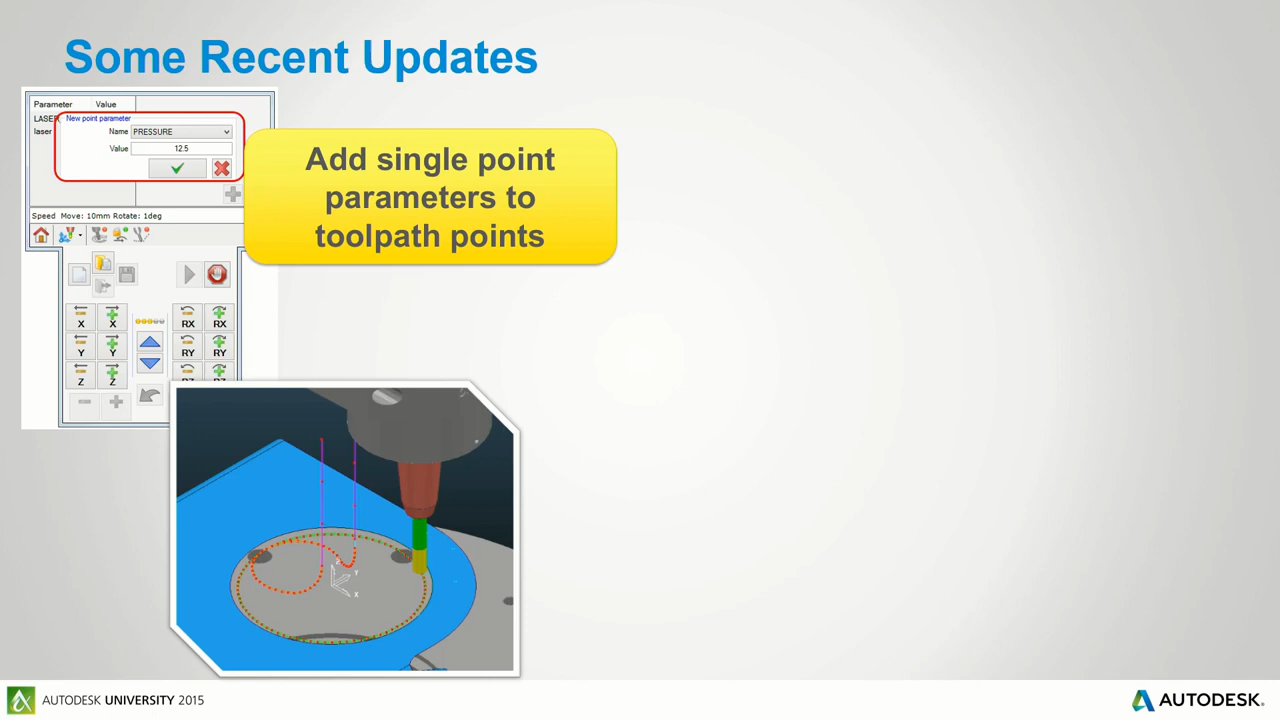 Some Recent Updates
Parameter Value
LASER
New point parameter
laser
Name PRESSURE
Value 12.5
Add single point
parameters to
toolpath points
Speed Move: 10mm Rotate: 1deg
X X RX RX
Y Y RY RY
Z Z
Y
X
AUTODESK UNIVERSITY 2015
AUTODESK.